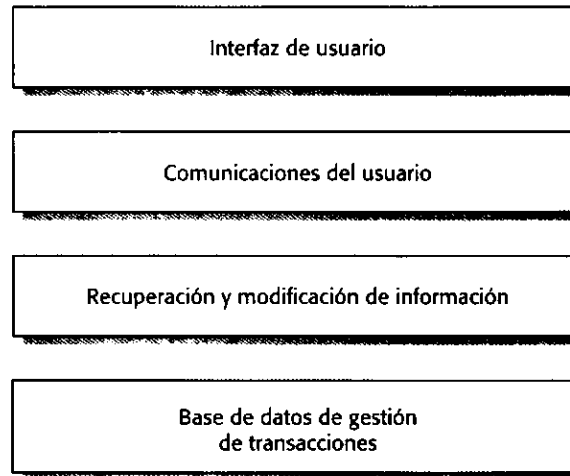 Interfaz de usuario
Comunicaciones del usuario
Recuperación y modificación de información
Base de datos de gestión
de transacciones